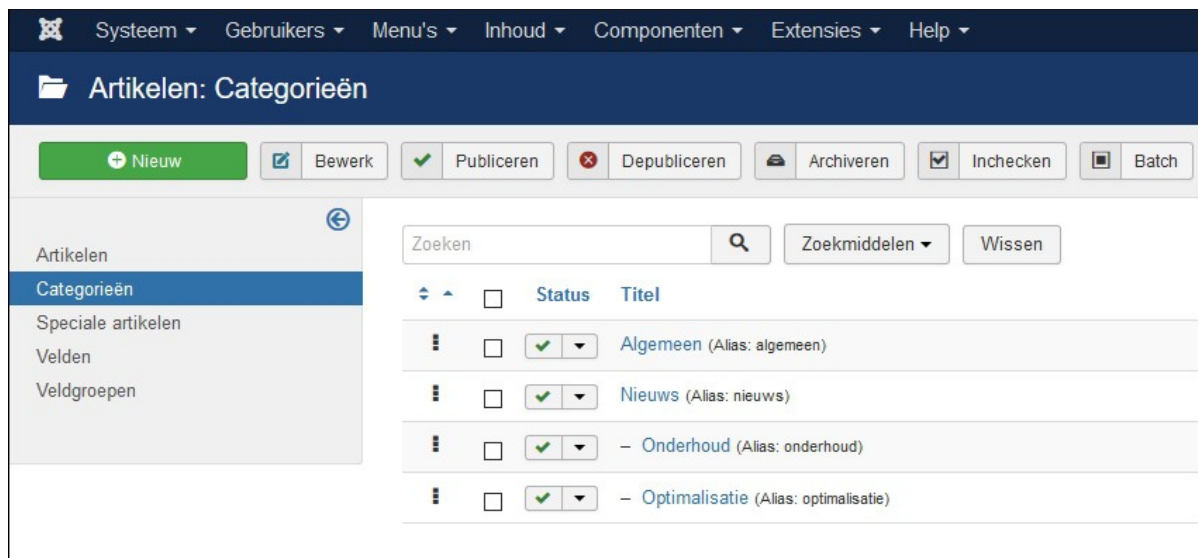 Systeem Gebruikers Menu's Inhoud Componenten Extensies Help
Artikelen: Categorieën
Nieuw Bewerk Publiceren Depubliceren Archiveren Inchecken Batch
Artikelen
Categorieën
Speciale artikelen
Velden
Veldgroepen
Zoeken Zoekmiddelen Wissen
Status Titel
Algemeen (Alias: algemeen)
Nieuws (Alias: nieuws)
– Onderhoud (Alias: onderhoud)
– Optimalisatie (Alias: optimalisatie)